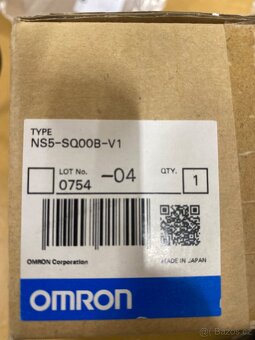 TYPE
NS5-SQ00B-V1
LOT No. 0754 -04 QTY. 1
OMRON Corporation
MADE IN JAPAN
OMRON